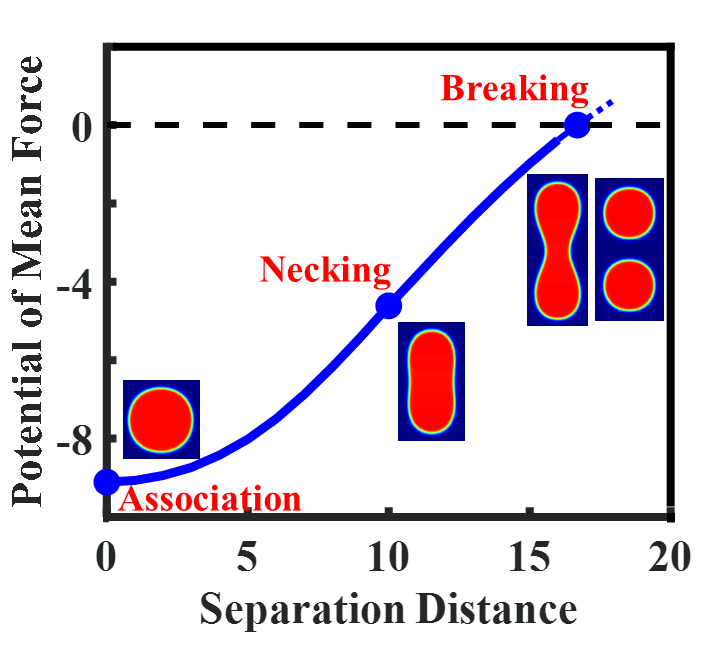 Potential of Mean Force
0
-4
-8
Breaking
Necking
Association
0 5 10 15 20
Separation Distance